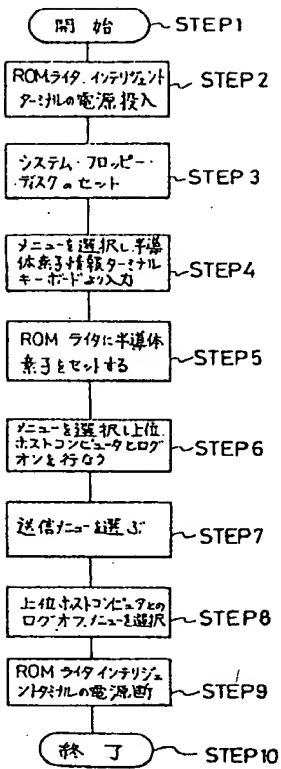 開始
STEP1
ROMライタ、インテリジェント
ターミナルの電源投入
STEP2
システム・フロッピー・
ディスクのセット
STEP3
メニューを選択し、半導
体素子情報ターミナル
キーボードより入力
STEP4
ROM ライタに半導体
素子をセットする
STEP5
メニューを選択し上位
ホストコンピュータとログ
オンを行なう
STEP6
送信メニューを選ぶ
STEP7
上位ホストコンピュータとの
ログオフ、メニューを選択
STEP8
ROM ライタインテリジェ
ントターミナルの電源断
STEP9
終了
STEP10